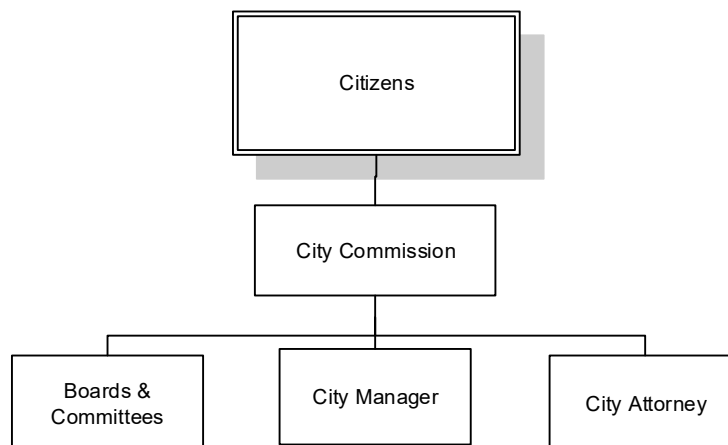 Citizens
City Commission
Boards &
Committees
City Manager
City Attorney